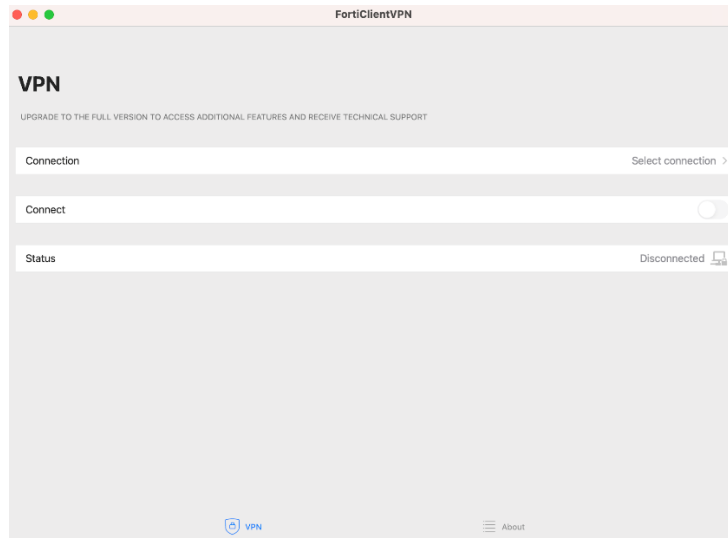 FortiClientVPN
VPN
UPGRADE TO THE FULL VERSION TO ACCESS ADDITIONAL FEATURES AND RECEIVE TECHNICAL SUPPORT
Connection Select connection
Connect
Status Disconnected
VPN About